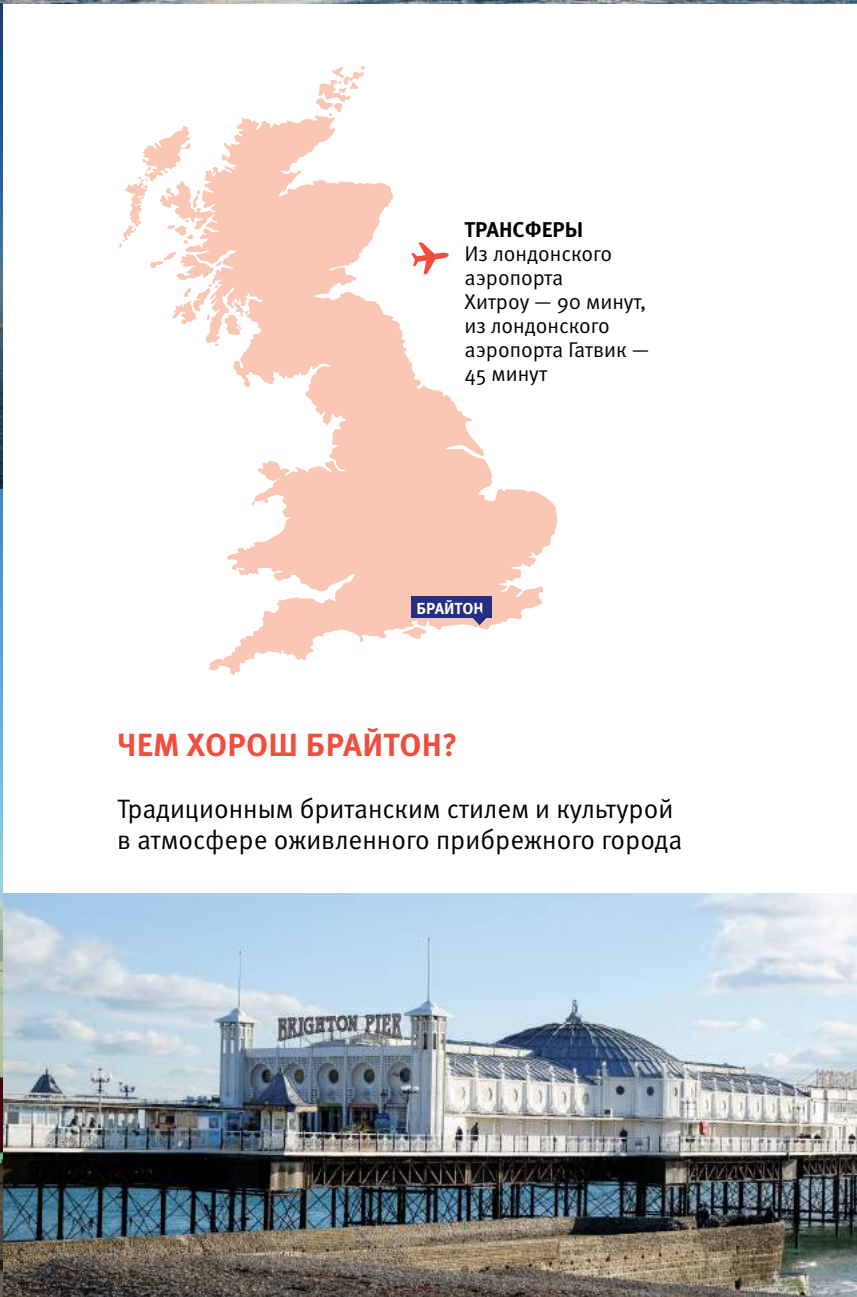 ТРАНСФЕРЫ
Из лондонского
аэропорта
Хитроу — 90 минут,
из лондонского
аэропорта Гатвик —
45 минут
БРАЙТОН
ЧЕМ ХОРОШ БРАЙТОН?
Традиционным британским стилем и культурой
в атмосфере оживленного прибрежного города
BRIGHTON PIER